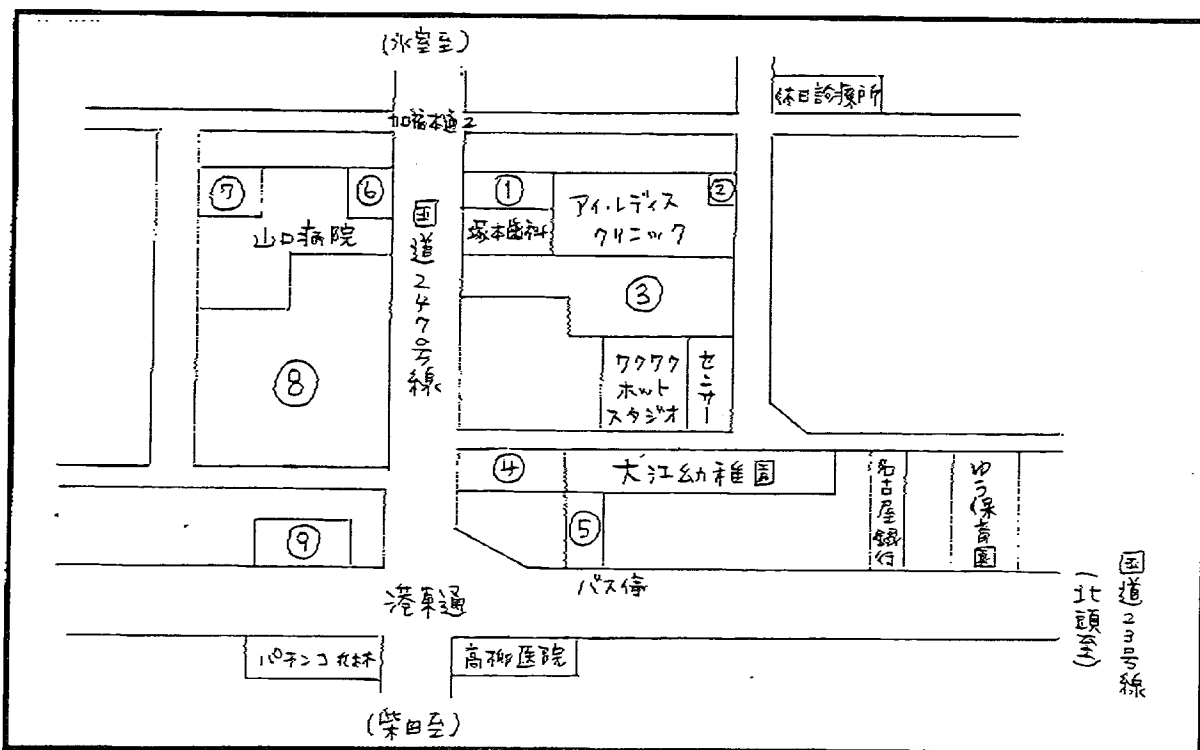 (氷室至)
休日診療所
加福本通2
⑦
⑥
①
アイ.レディス
クリニック
②
山口病院
塚本歯科
国道247号線
③
⑧
ワクワク
ホット
スタジオ
センサー
④
大江幼稚園
⑤
名古屋銀行
ゆう保育園
⑨
バス停
港東通
国道23号線
(北頭至)
パチンコ
高柳医院
(柴田至)